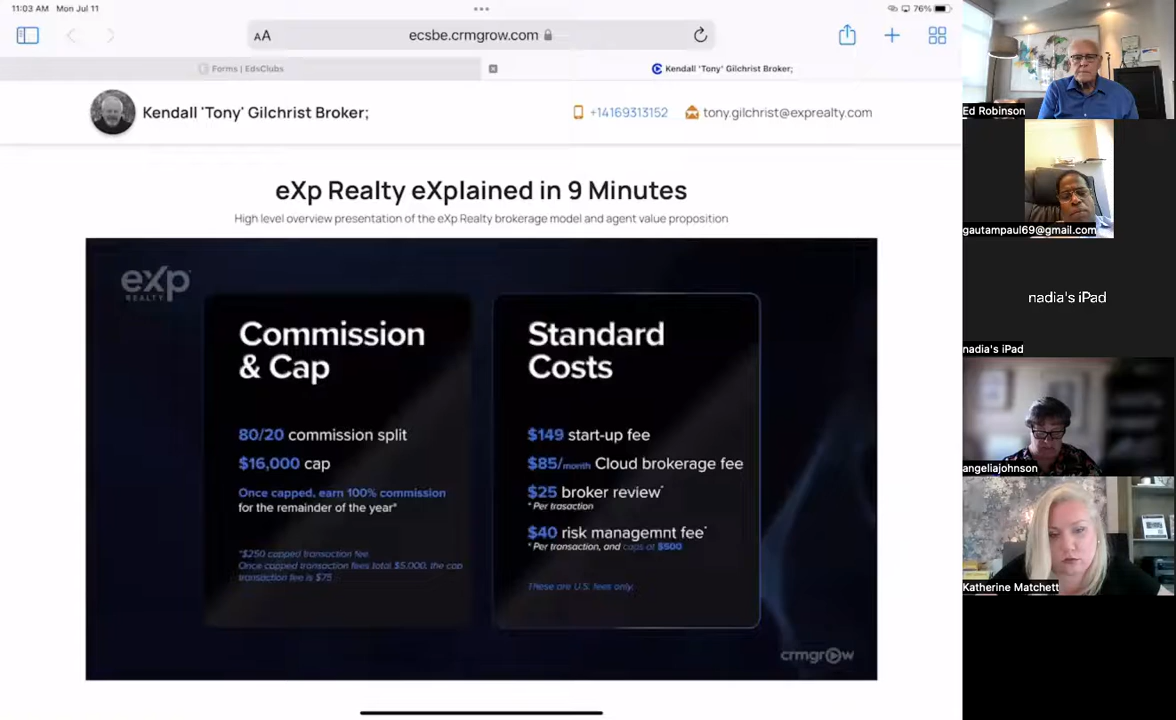 11:03 AM Mon Jul 11
76%
AA
ecsbe.crmgrow.com
Forms | EdsClubs
Kendall 'Tony' Gilchrist Broker;
Kendall 'Tony' Gilchrist Broker;
+14169313152
tony.gilchrist@exprealty.com
eXp Realty eXplained in 9 Minutes
High level overview presentation of the eXp Realty brokerage model and agent value proposition
eXp
REALTY
Commission
& Cap
80/20 commission split
$16,000 cap
Once capped, earn 100% commission
for the remainder of the year*
*$250 capped transaction fee.
Once capped transaction fees total $5,000, the cap
transaction fee is $75
Standard
Costs
$149 start-up fee
$85/month Cloud brokerage fee
$25 broker review*
* Per trasaction
$40 risk managemnt fee*
* Per transaction, and caps at $500
These are U.S. fees only.
crmgrow
Ed Robinson
gautampaul69@gmail.com
nadia's iPad
nadia's iPad
angeliajohnson
Katherine Matchett